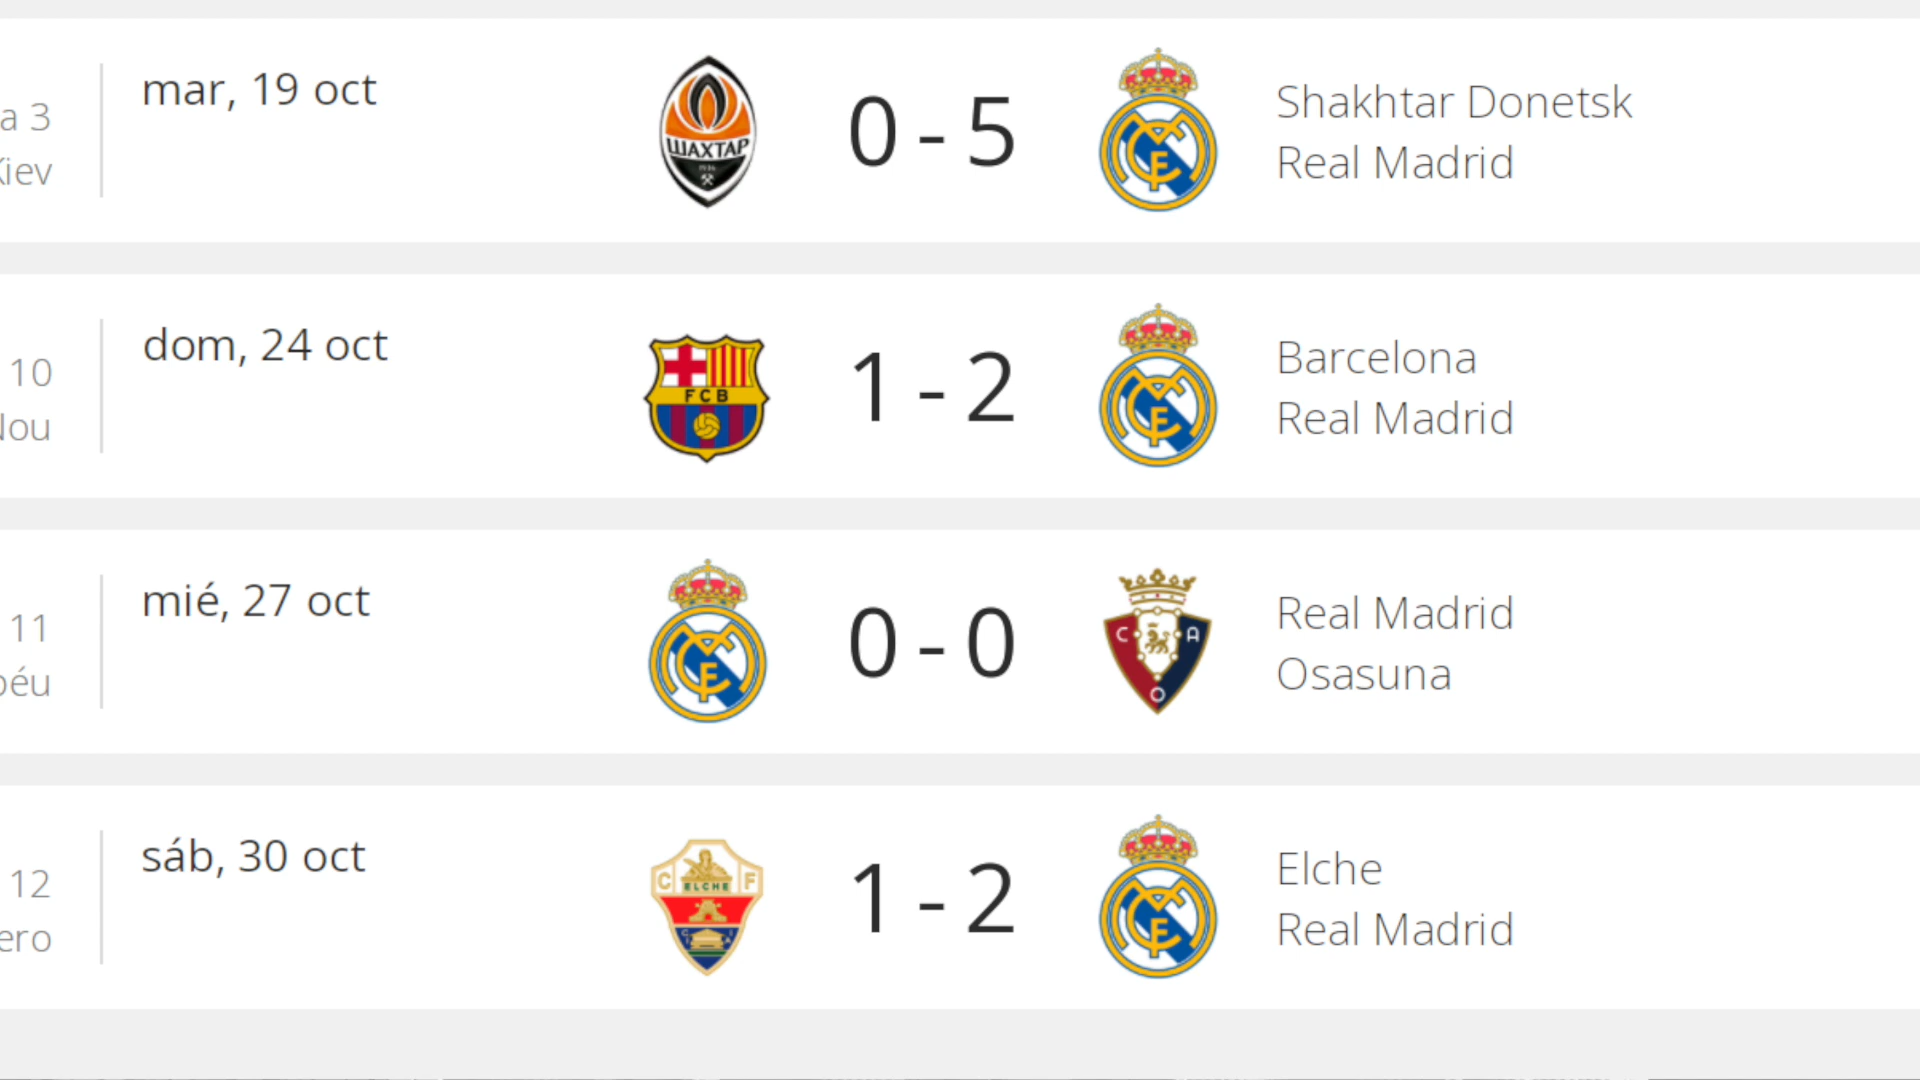 a 3
Kiev
mar, 19 oct
ШАХТАР
1936
0 - 5
Shakhtar Donetsk
Real Madrid
10
Nou
dom, 24 oct
FCB
1 - 2
Barcelona
Real Madrid
11
béu
mié, 27 oct
0 - 0
C A
O
Real Madrid
Osasuna
12
ero
sáb, 30 oct
C ELCHE F
1 - 2
Elche
Real Madrid